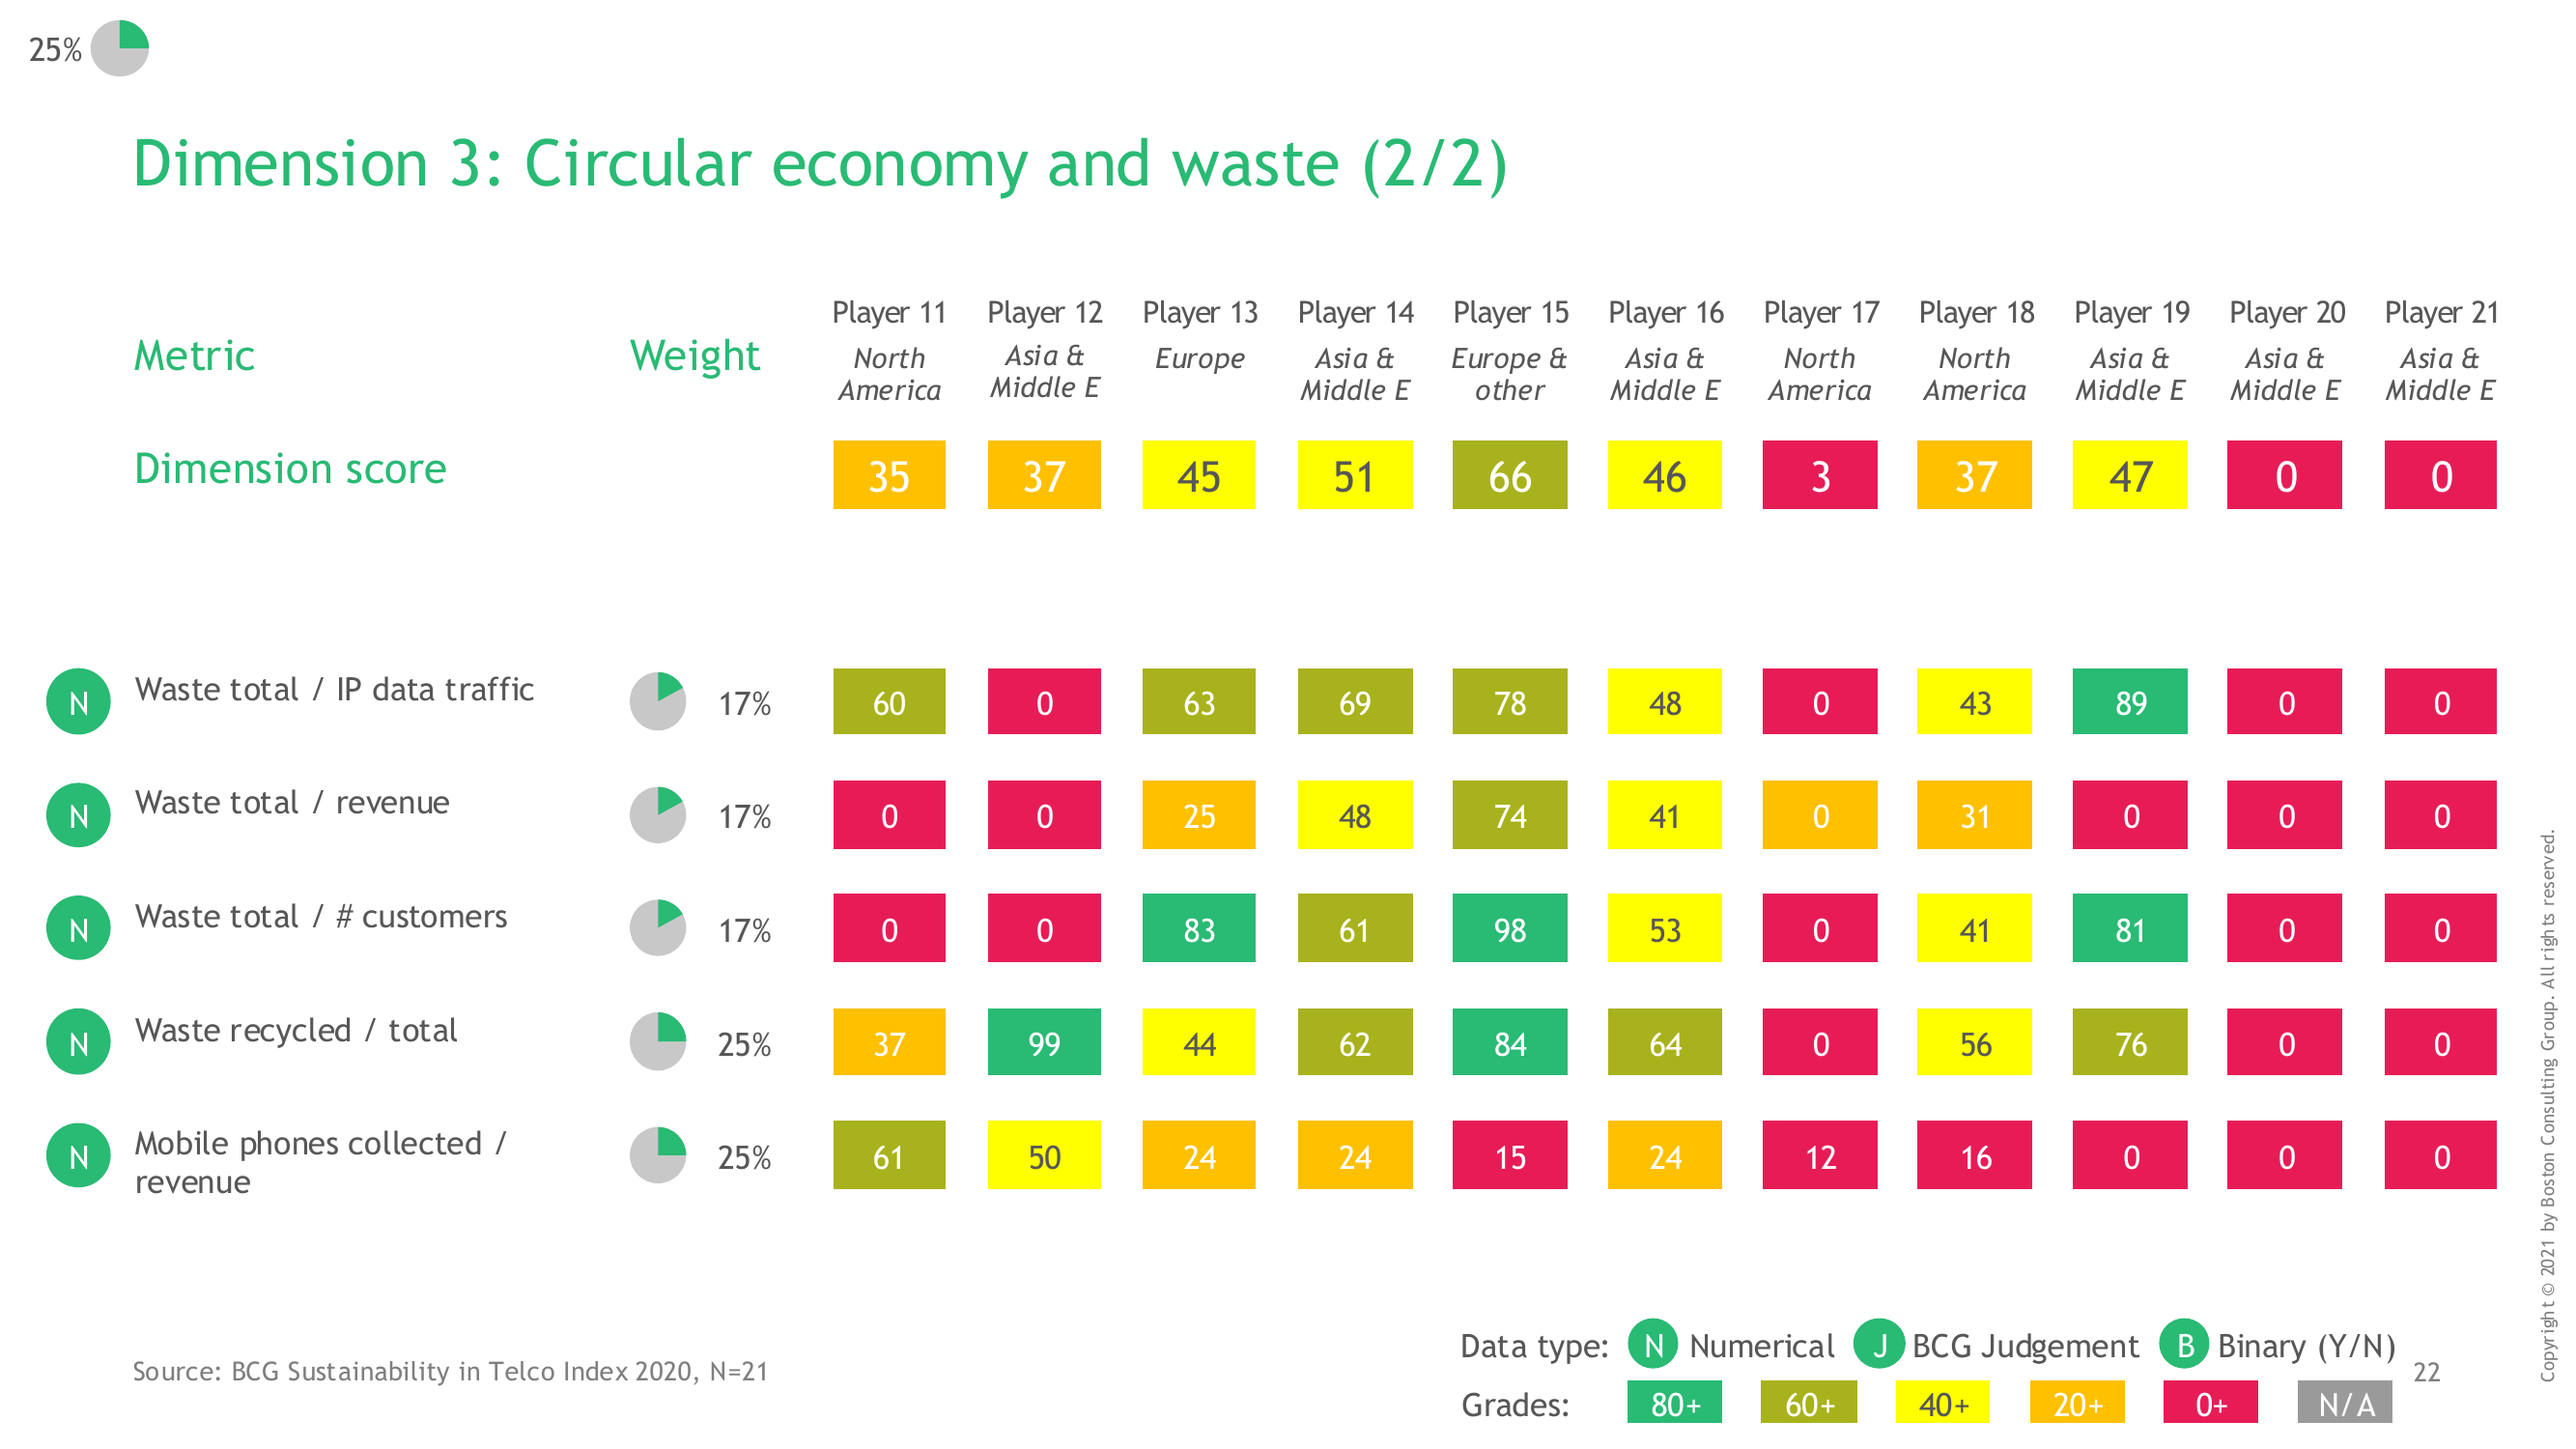 25%
Dimension 3: Circular economy and waste (2/2)
Metric Weight Player 11 Player 12 Player 13 Player 14 Player 15 Player 16 Player 17 Player 18 Player 19 Player 20 Player 21
North Asia & Europe Asia & Europe & Asia & North North Asia & Asia & Asia &
America Middle E Middle E other Middle E America America Middle E Middle E Middle E
Dimension score 35 37 45 51 66 46 3 37 47 0 0
N Waste total / IP data traffic 17% 60 0 63 69 78 48 0 43 89 0 0
N Waste total / revenue 17% 0 0 25 48 74 41 0 31 0 0 0
N Waste total / # customers 17% 0 0 83 61 98 53 0 41 81 0 0
N Waste recycled / total 25% 37 99 44 62 84 64 0 56 76 0 0
N Mobile phones collected / 25% 61 50 24 24 15 24 12 16 0 0 0
revenue
Data type: N Numerical J BCG Judgement B Binary (Y/N)
Grades: 80+ 60+ 40+ 20+ 0+ N/A
Source: BCG Sustainability in Telco Index 2020, N=21
22
Copyright © 2021 by Boston Consulting Group. All rights reserved.